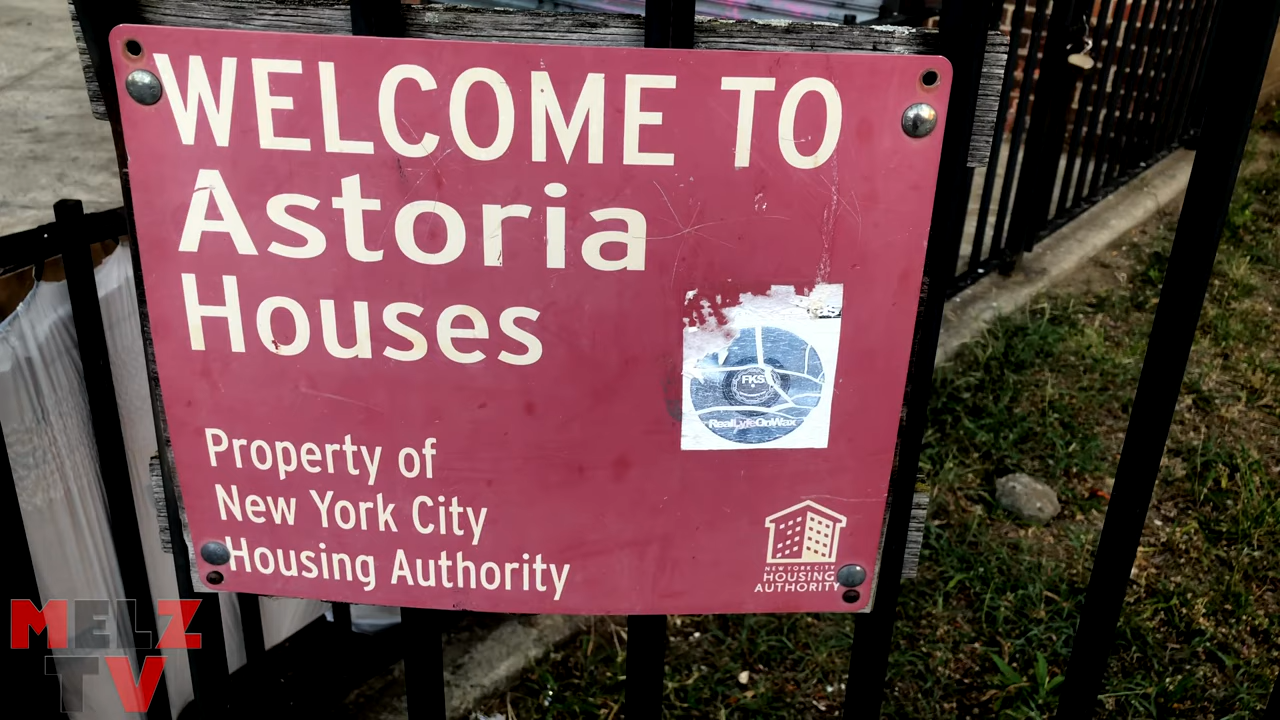 WELCOME TO
Astoria
Houses
FKS
RealLyfeOnWax
Property of
New York City
Housing Authority
NEW YORK CITY
HOUSING
AUTHORITY
MELZ
TV